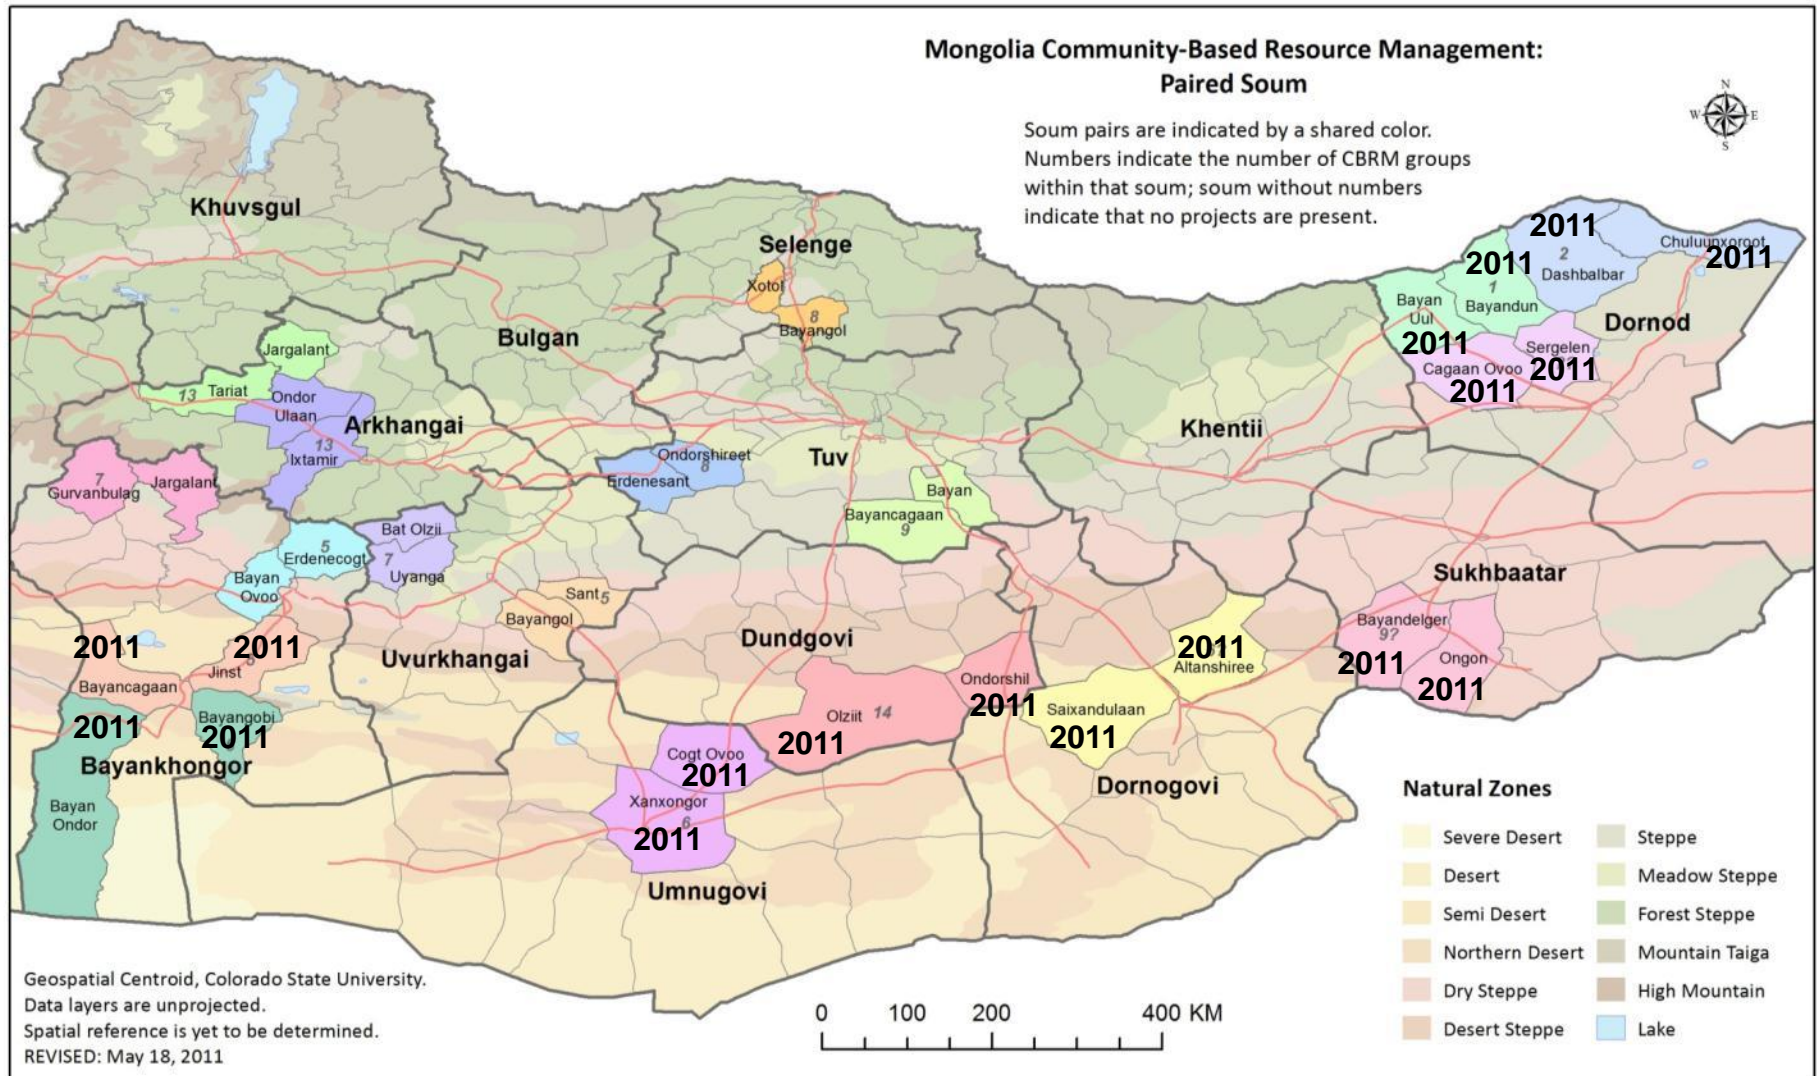 Mongolia Community-Based Resource Management:
Paired Soum
Soum pairs are indicated by a shared color.
Numbers indicate the number of CBRM groups
within that soum; soum without numbers
indicate that no projects are present.
N
W
E
S
Khuvsgul
Selenge
Xotol
8
Bayangol
Bulgan
Jargalant
13
Tariat
Ondor
Ulaan
Arkhangai
13
Ixtamir
7
Gurvanbulag
Jargalant
Ondorshireet
8
Erdenesant
Tuv
Bayan
Bayancagaan
9
Khentii
2011
2
Dashbalbar
Chuluunxoroot
2011
2011
1
Bayandun
Bayan
Uul
2011
Dornod
Sergelen
2011
Cagaan Ovoo
2011
Bat Olzii
7
Uyanga
5
Erdenecogt
Bayan
Ovoo
Sant
5
Bayangol
Uvurkhangai
Dundgovi
Sukhbaatar
Bayandelger
9?
2011
Ongon
2011
2011
Altanshiree
Saixandulaan
2011
Dornogovi
Ondorshil
2011
Olziit
14
2011
2011
2011
Jinst
Bayancagaan
2011
Bayangobi
2011
Bayankhongor
Bayan
Ondor
Cogt Ovoo
2011
Xanxongor
6
2011
Umnugovi
Natural Zones
Severe Desert
Desert
Semi Desert
Northern Desert
Dry Steppe
Desert Steppe
Steppe
Meadow Steppe
Forest Steppe
Mountain Taiga
High Mountain
Lake
Geospatial Centroid, Colorado State University.
Data layers are unprojected.
Spatial reference is yet to be determined.
REVISED: May 18, 2011
0 100 200 400 KM